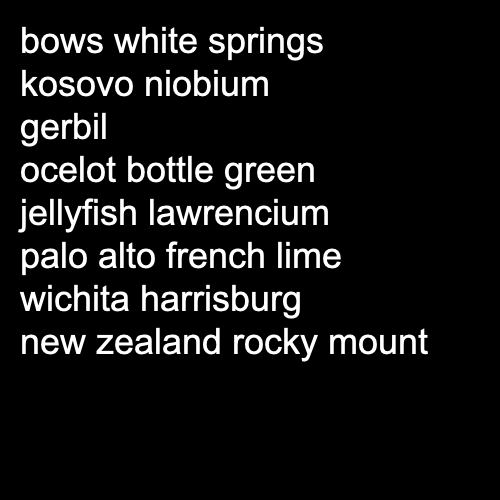 bows white springs
kosovo niobium
gerbil
ocelot bottle green
jellyfish lawrencium
palo alto french lime
wichita harrisburg
new zealand rocky mount